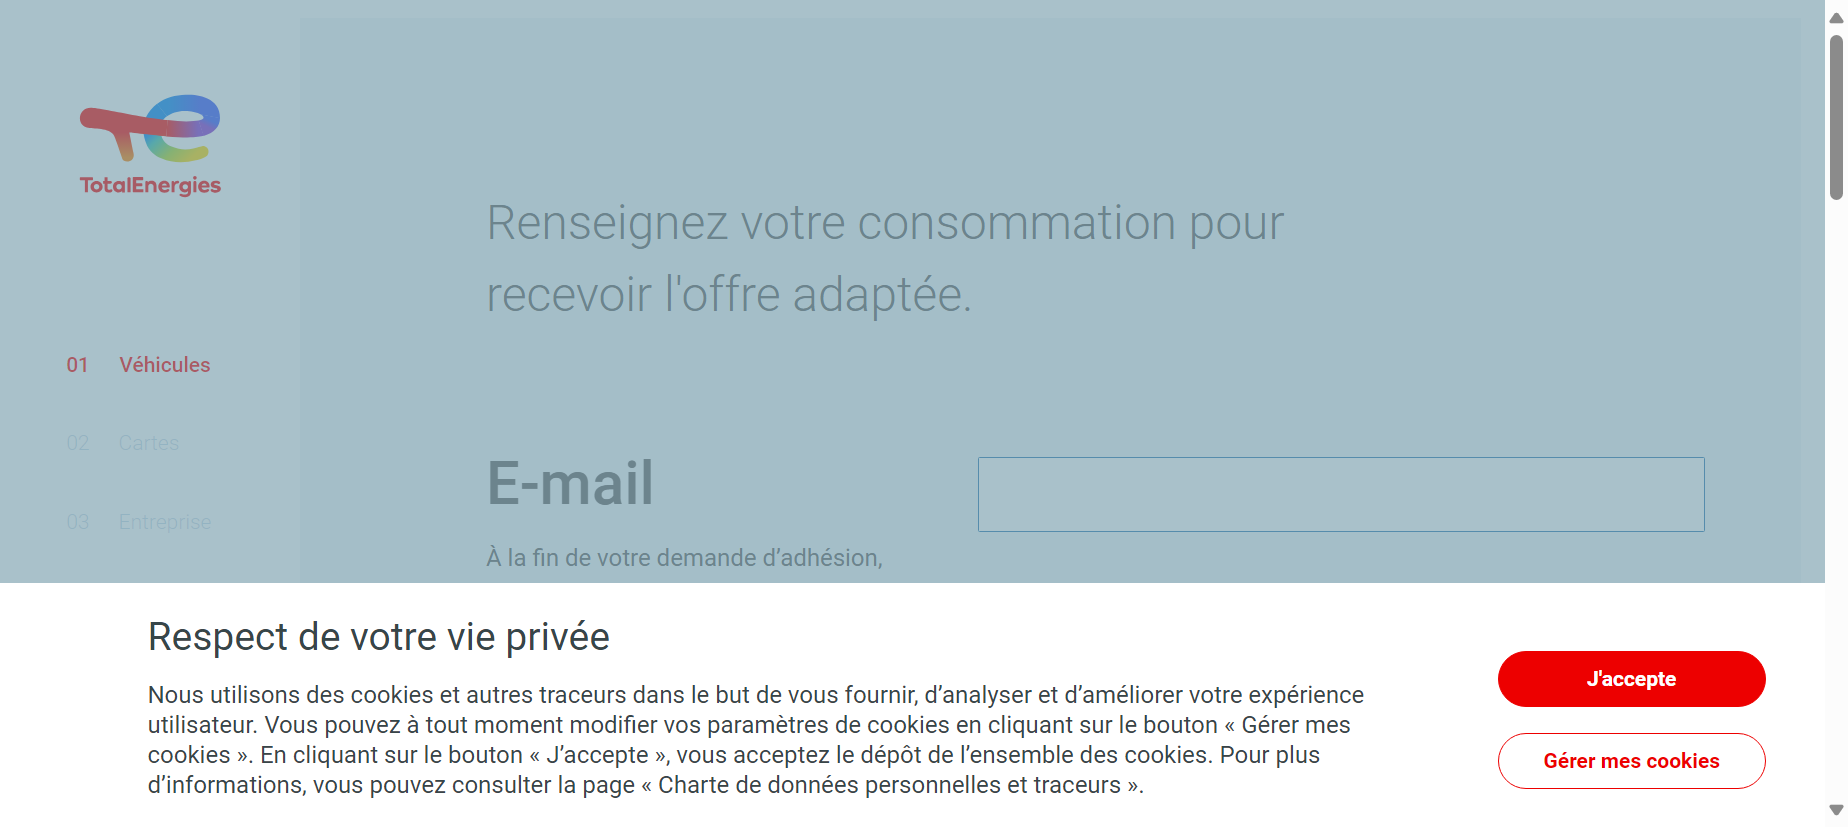 TotalEnergies
Renseignez votre consommation pour
recevoir l'offre adaptée.
01 Véhicules
02 Cartes
03 Entreprise
E-mail
À la fin de votre demande d’adhésion,
Respect de votre vie privée
Nous utilisons des cookies et autres traceurs dans le but de vous fournir, d’analyser et d’améliorer votre expérience
utilisateur. Vous pouvez à tout moment modifier vos paramètres de cookies en cliquant sur le bouton « Gérer mes
cookies ». En cliquant sur le bouton « J’accepte », vous acceptez le dépôt de l’ensemble des cookies. Pour plus
d’informations, vous pouvez consulter la page « Charte de données personnelles et traceurs ».
J'accepte
Gérer mes cookies